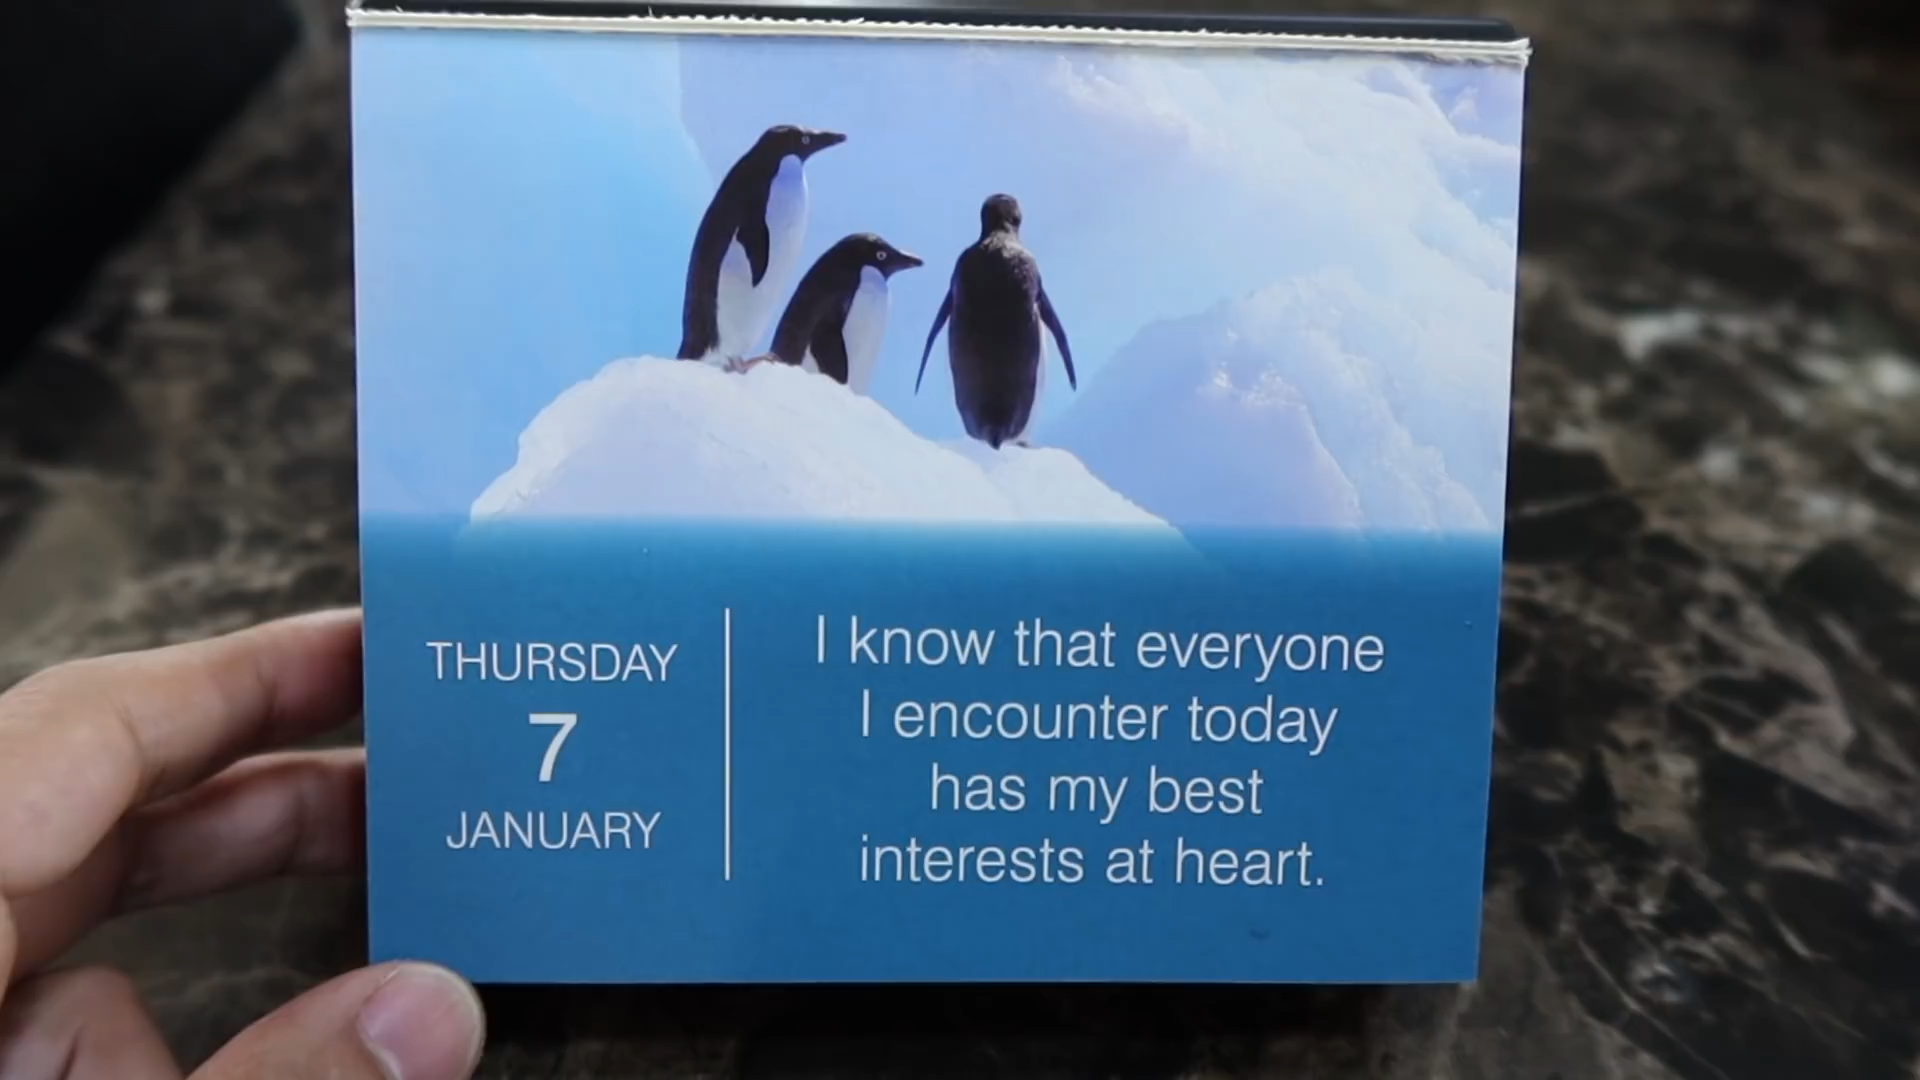 THURSDAY
7
JANUARY
I know that everyone
I encounter today
has my best
interests at heart.